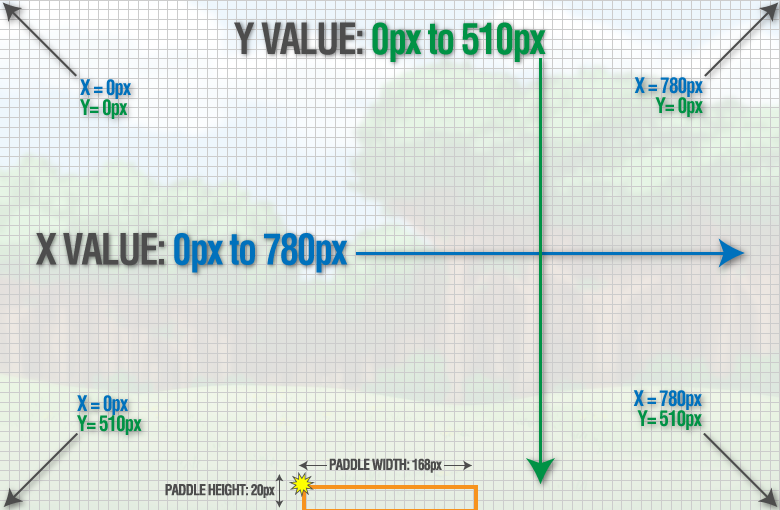 Y VALUE: 0px to 510px
X = 0px
Y= 0px
X = 780px
Y= 0px
X VALUE: 0px to 780px
X = 0px
Y= 510px
X = 780px
Y= 510px
PADDLE WIDTH: 168px
PADDLE HEIGHT: 20px